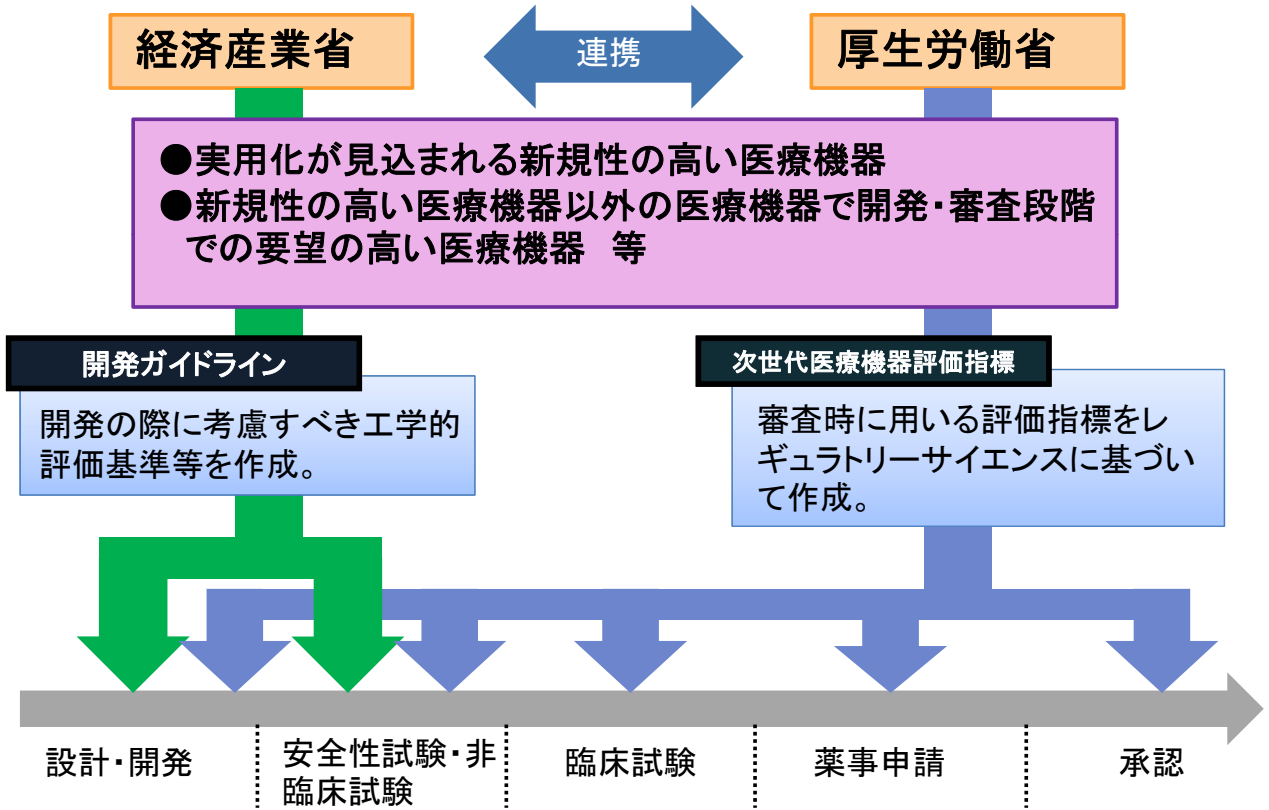 経済産業省
連携
厚生労働省
●実用化が見込まれる新規性の高い医療機器
●新規性の高い医療機器以外の医療機器で開発・審査段階
での要望の高い医療機器　等
開発ガイドライン
開発の際に考慮すべき工学的
評価基準等を作成。
次世代医療機器評価指標
審査時に用いる評価指標をレ
ギュラトリーサイエンスに基づい
て作成。
設計・開発
安全性試験・非
臨床試験
臨床試験
薬事申請
承認